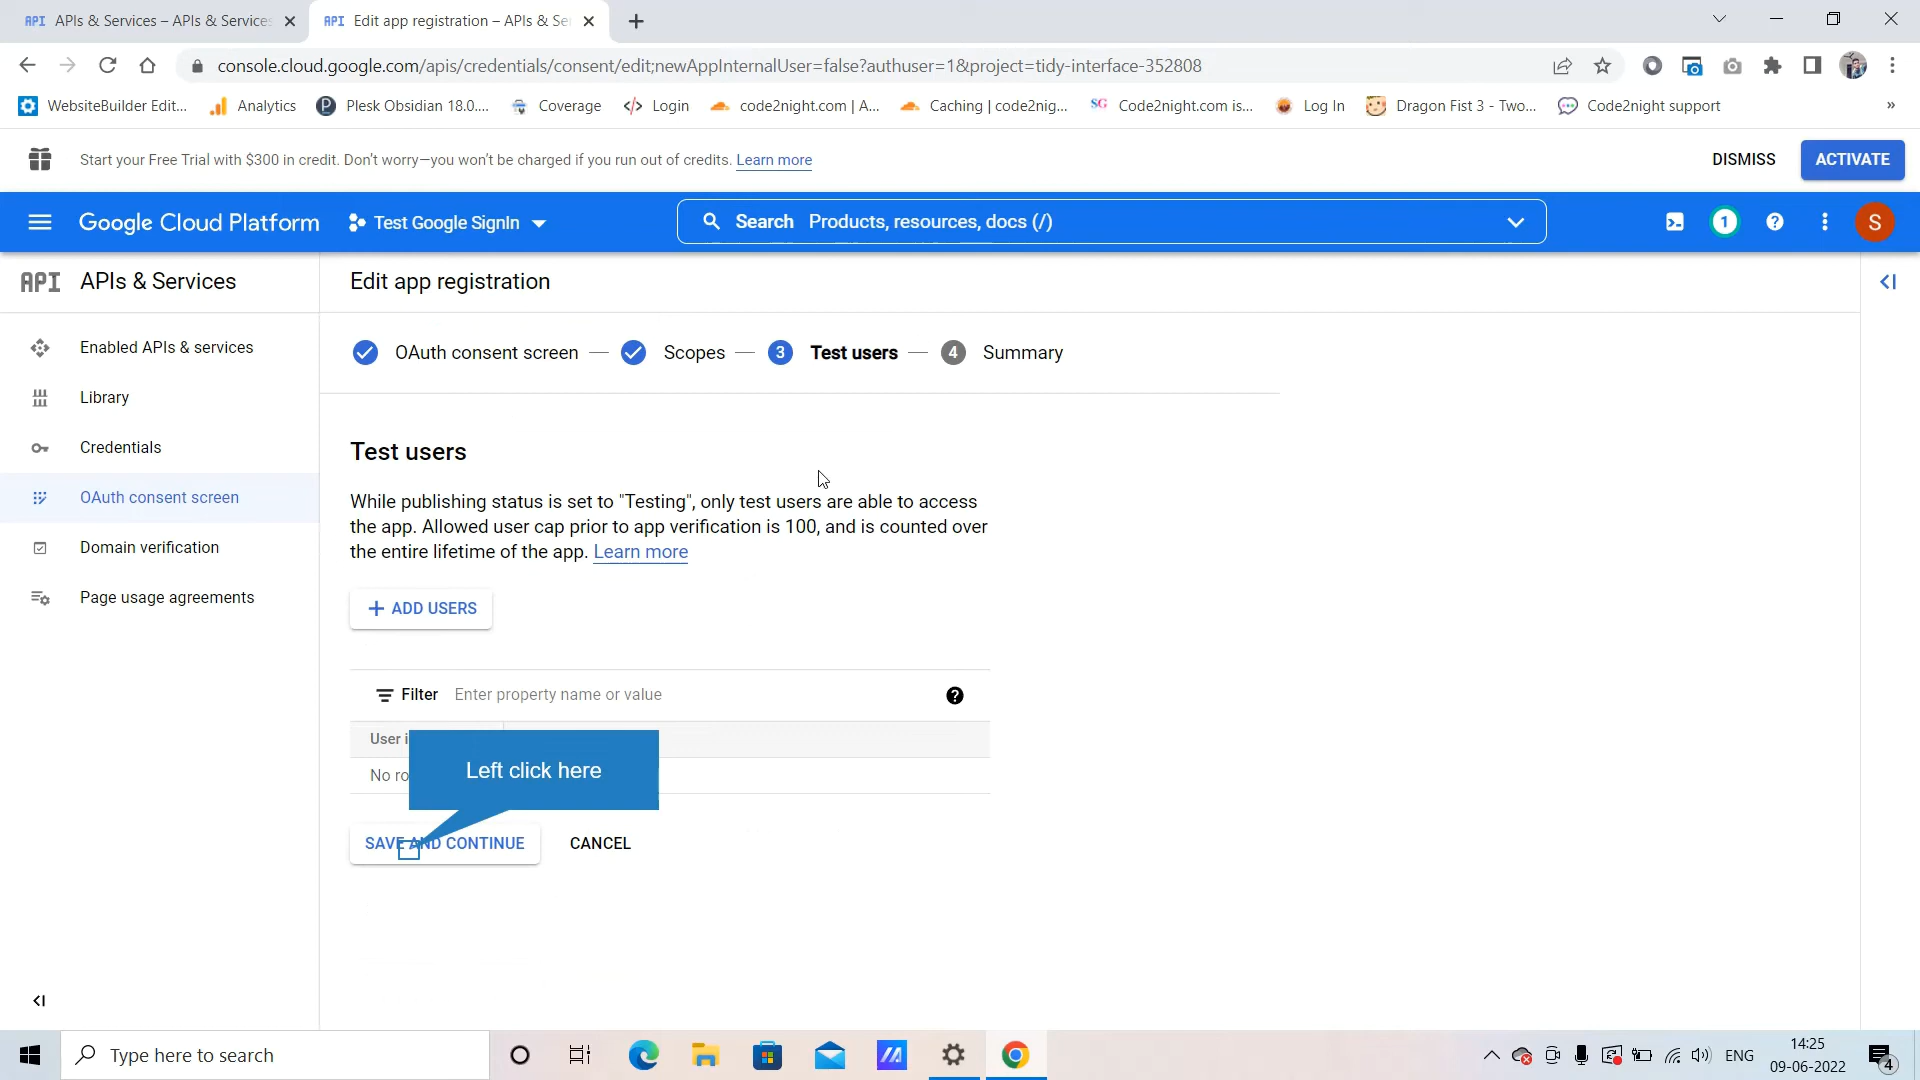 API APIs & Services – APIs & Services
API Edit app registration – APIs & Se
console.cloud.google.com/apis/credentials/consent/edit;newAppInternalUser=false?authuser=1&project=tidy-interface-352808
WebsiteBuilder Edit... Analytics Plesk Obsidian 18.0.... Coverage Login code2night.com | A... Caching | code2nig... SG Code2night.com is... Log In Dragon Fist 3 - Two... Code2night support »
Start your Free Trial with $300 in credit. Don't worry—you won't be charged if you run out of credits. Learn more
DISMISS ACTIVATE
Google Cloud Platform Test Google SignIn Search Products, resources, docs (/) 1 ? S
API APIs & Services
Edit app registration
Enabled APIs & services
Library
Credentials
OAuth consent screen
Domain verification
Page usage agreements
OAuth consent screen — Scopes — 3 Test users — 4 Summary
Test users
While publishing status is set to "Testing", only test users are able to access
the app. Allowed user cap prior to app verification is 100, and is counted over
the entire lifetime of the app. Learn more
+ ADD USERS
Filter Enter property name or value ?
User i
No ro
Left click here
SAVE AND CONTINUE CANCEL
Type here to search
ENG
14:25
09-06-2022
4